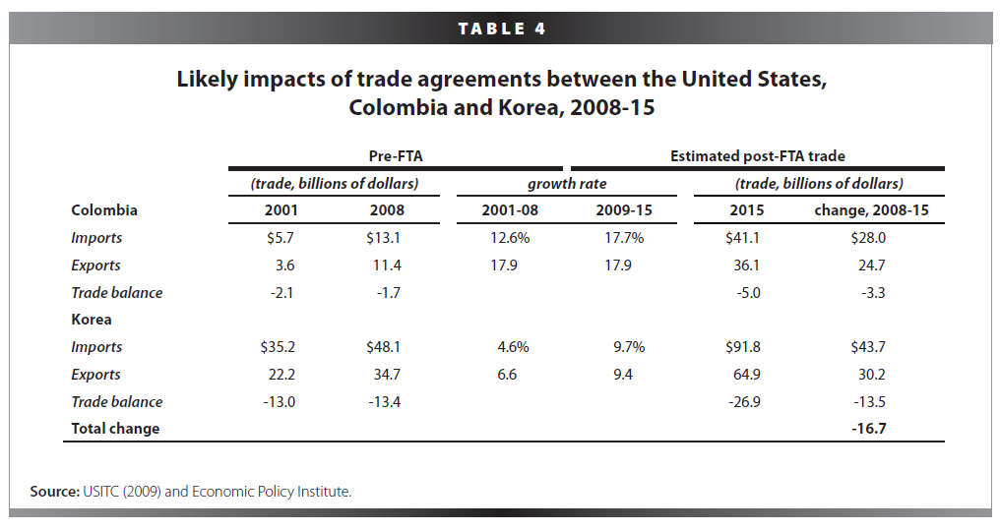 TABLE 4
Likely impacts of trade agreements between the United States,
Colombia and Korea, 2008-15
Pre-FTA Estimated post-FTA trade
(trade, billions of dollars) growth rate (trade, billions of dollars)
Colombia 2001 2008 2001-08 2009-15 2015 change, 2008-15
Imports $5.7 $13.1 12.6% 17.7% $41.1 $28.0
Exports 3.6 11.4 17.9 17.9 36.1 24.7
Trade balance -2.1 -1.7 -5.0 -3.3
Korea
Imports $35.2 $48.1 4.6% 9.7% $91.8 $43.7
Exports 22.2 34.7 6.6 9.4 64.9 30.2
Trade balance -13.0 -13.4 -26.9 -13.5
Total change -16.7
Source: USITC (2009) and Economic Policy Institute.